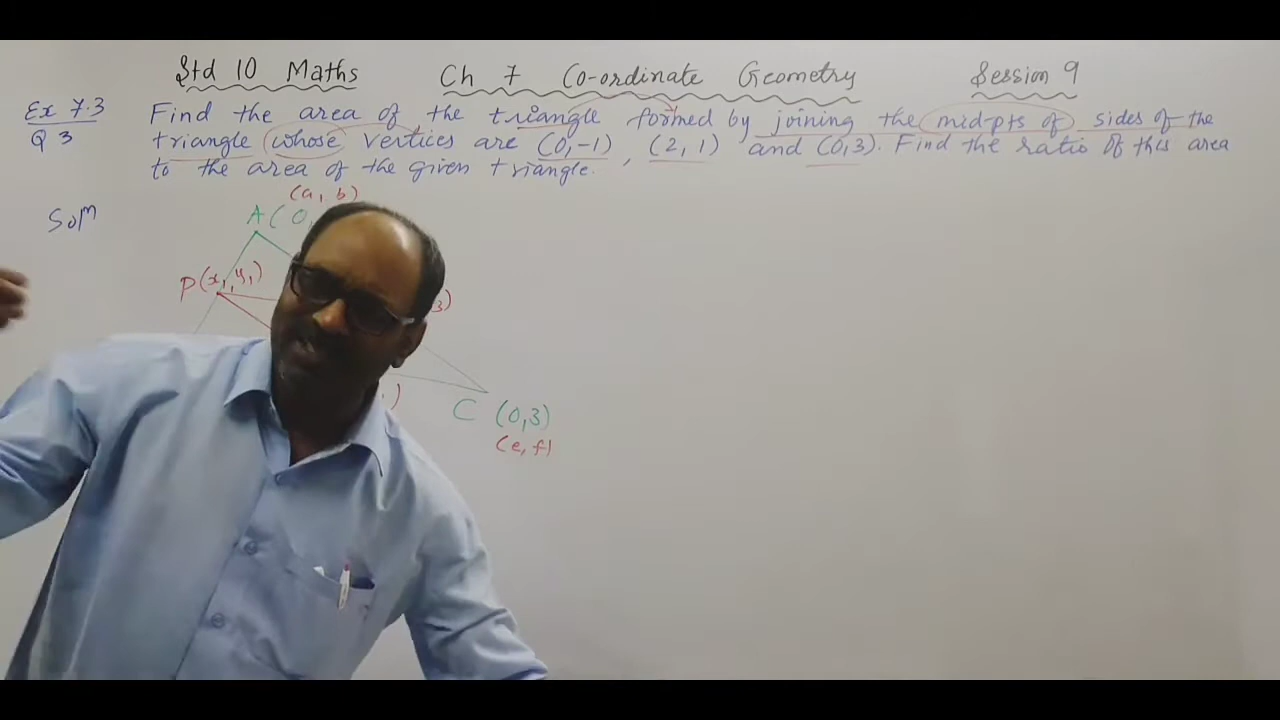 Std 10 Maths Ch 7 Co-ordinate Geometry Session 9
Ex 7.3 Find the area of the triangle formed by joining the mid-pts of sides of the
Q 3 triangle whose vertices are (0,-1), (2, 1) and (0,3). Find the ratio of this area
to the area of the given triangle.
(a, b)
Soln A (0,
P(x1, y1) 3)
)
C (0,3)
(e, f)